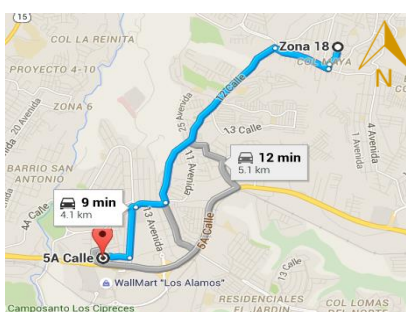 15
COL LA REINITA
Zona 18
COL MAYA
N
PROYECTO 4-10
12 Calle
ZONA 6
25 Avenida
13 Calle
4 Avenida
1 Avenida
20 Avenida
12 min
5.1 km
11 Avenida
BARRIO SAN
ANTONIO
9 min
4.1 km
4A Calle
13 Avenida
5A Calle
5A Calle
13 Calle
WallMart "Los Alamos"
RESIDENCIALES
EL JARDIN
COL LOMAS
DEL NORTE
Camposanto Los Cipreces